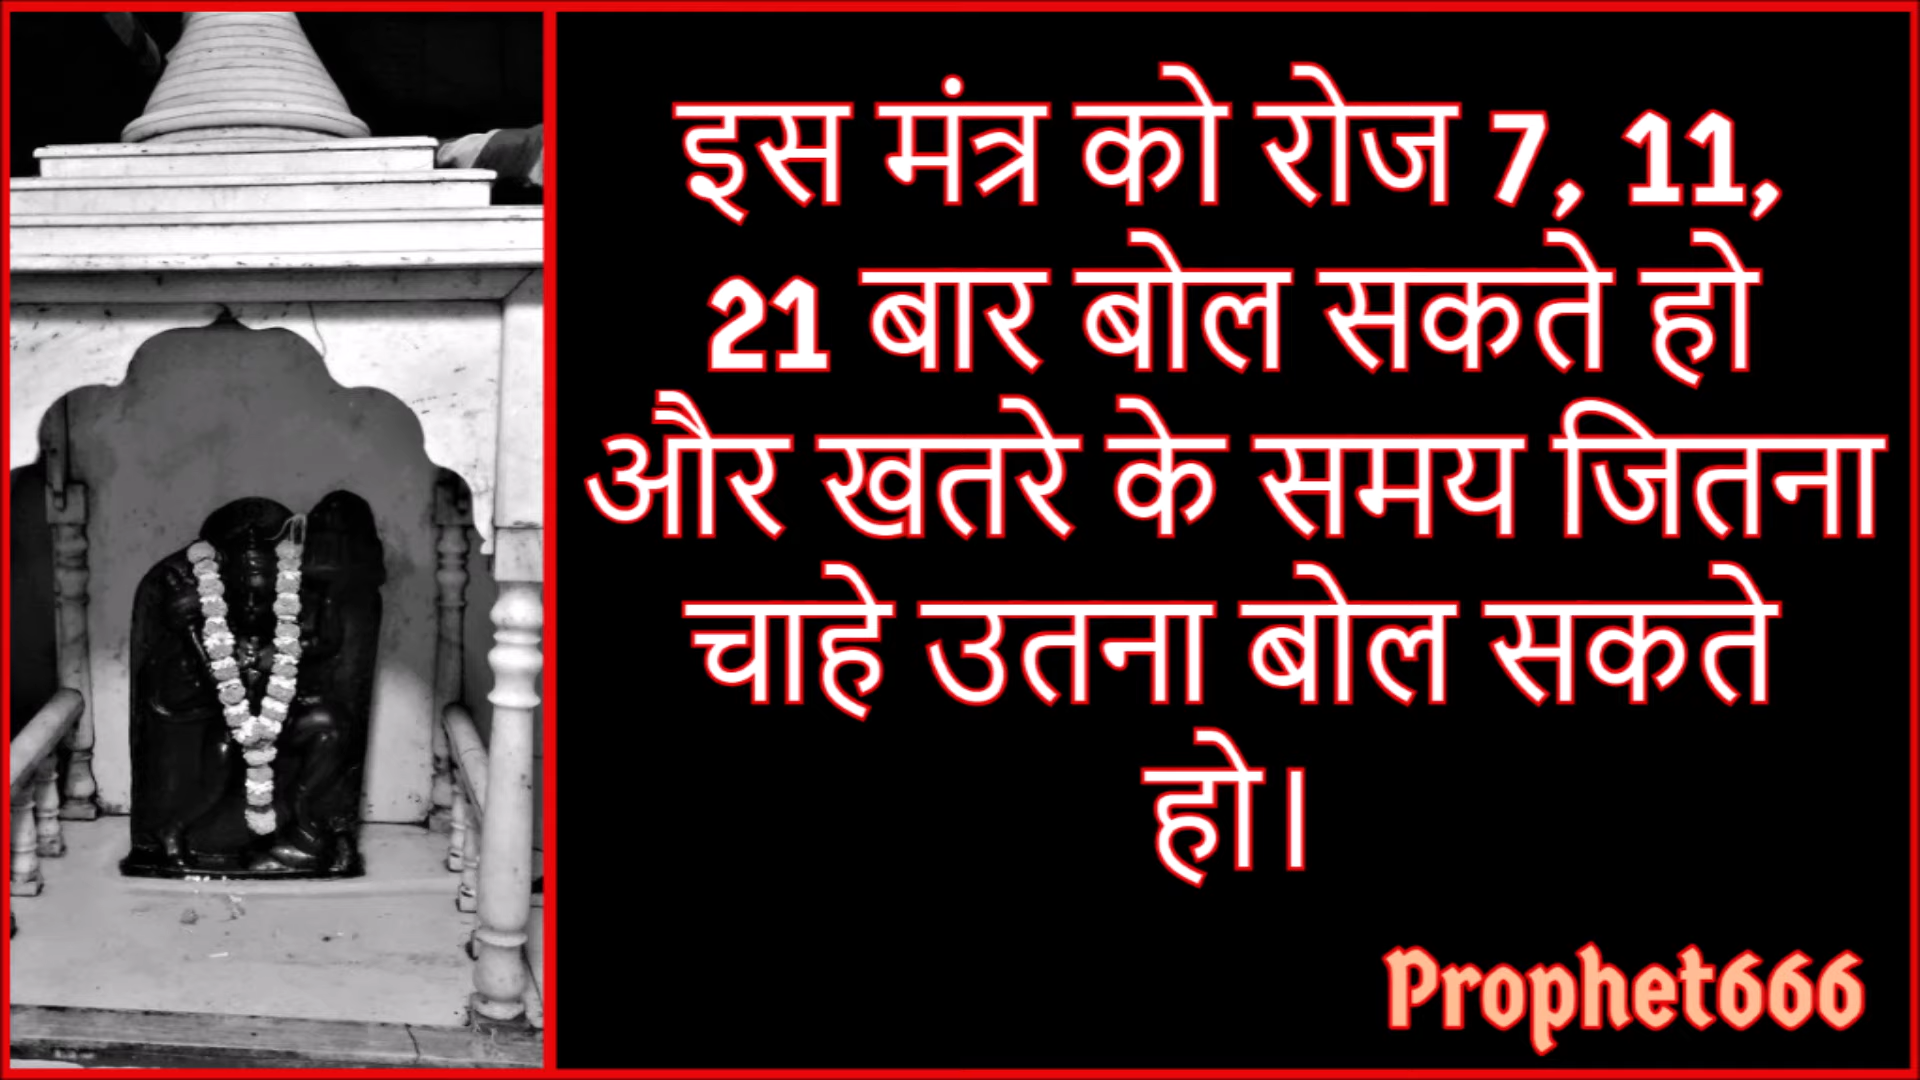 इस मंत्र को रोज 7, 11,
21 बार बोल सकते हो
और खतरे के समय जितना
चाहे उतना बोल सकते
हो।
Prophet666